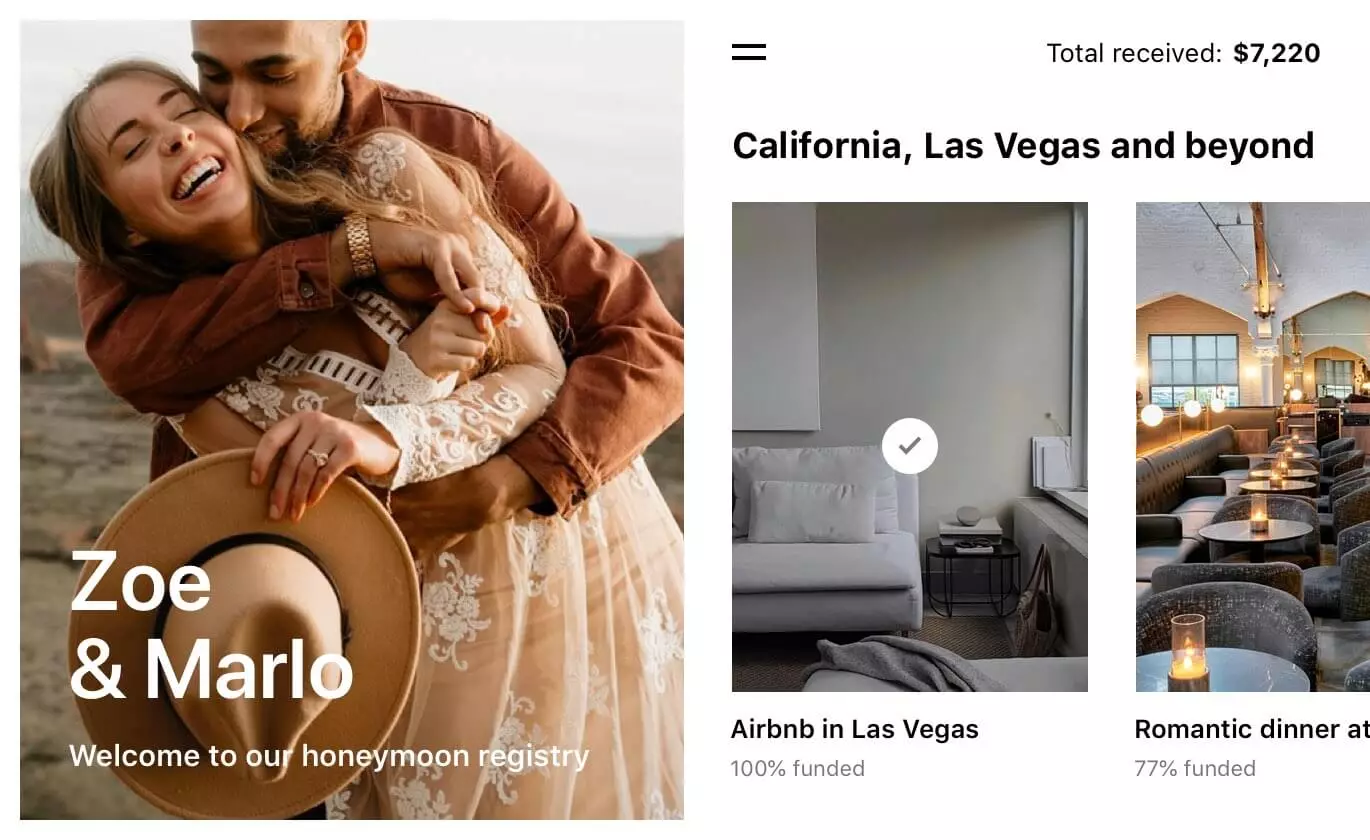 Zoe
& Marlo
Welcome to our honeymoon registry
Total received: $7,220
California, Las Vegas and beyond
Airbnb in Las Vegas
100% funded
Romantic dinner at
77% funded